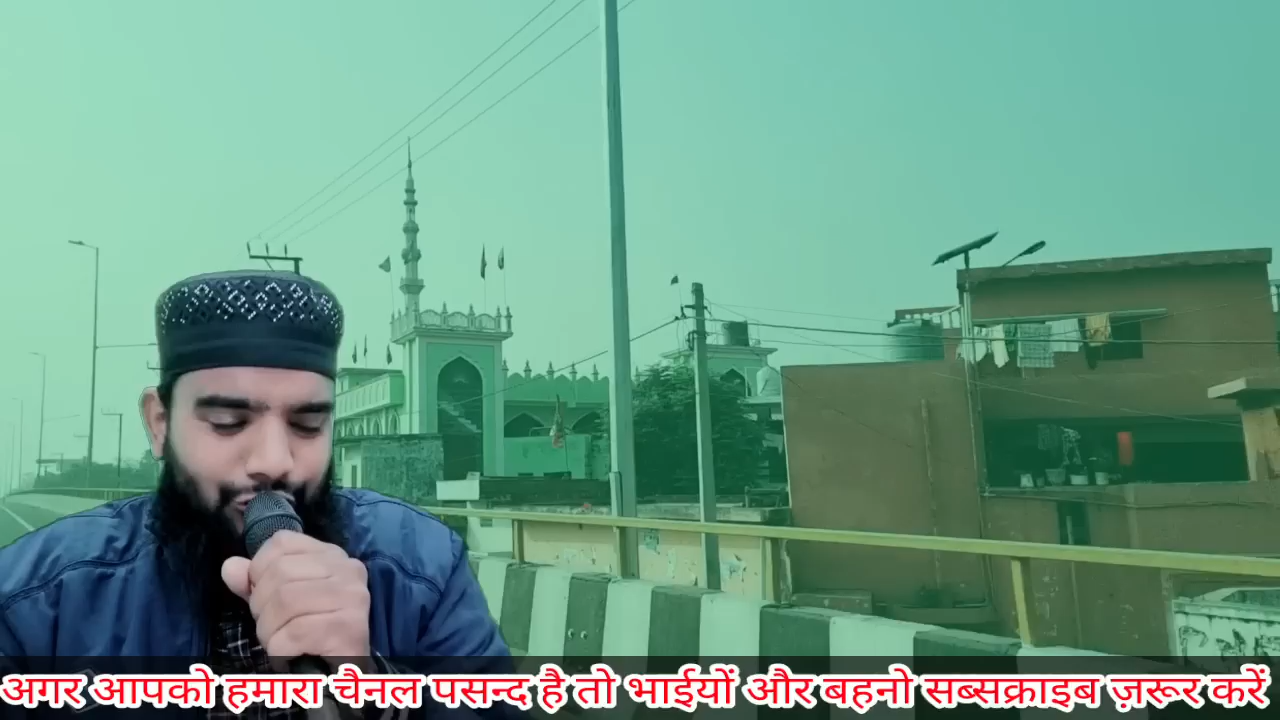 अगर आपको हमारा चैनल पसन्द है तो भाईयों और बहनो सब्सक्राइब ज़रूर करें